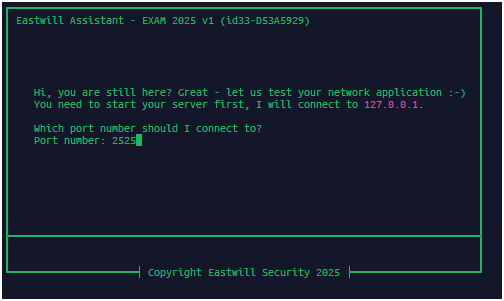 Eastwill Assistant - EXAM 2025 v1 (id33-D53A5929)
Hi, you are still here? Great - let us test your network application :-)
You need to start your server first, I will connect to 127.0.0.1.
Which port number should I connect to?
Port number: 2525
Copyright Eastwill Security 2025